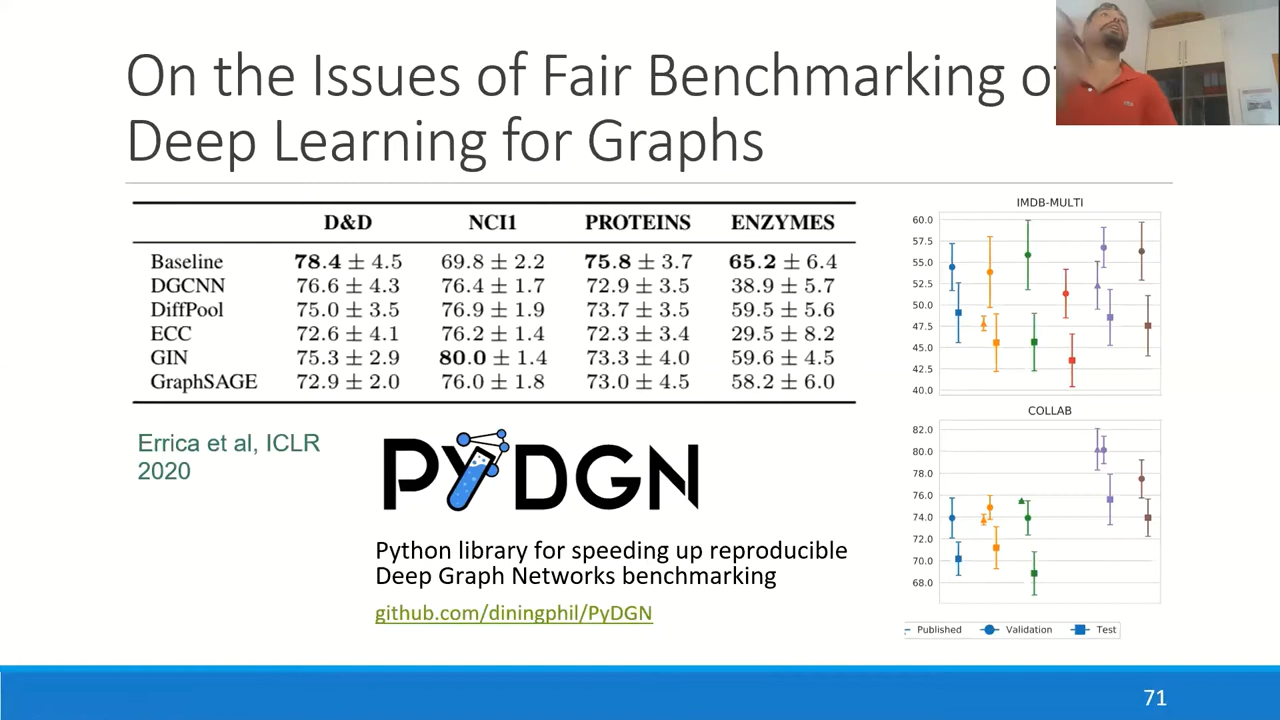 On the Issues of Fair Benchmarking of
Deep Learning for Graphs
D&D NCI1 PROTEINS ENZYMES
Baseline 78.4 ± 4.5 69.8 ± 2.2 75.8 ± 3.7 65.2 ± 6.4
DGCNN 76.6 ± 4.3 76.4 ± 1.7 72.9 ± 3.5 38.9 ± 5.7
DiffPool 75.0 ± 3.5 76.9 ± 1.9 73.7 ± 3.5 59.5 ± 5.6
ECC 72.6 ± 4.1 76.2 ± 1.4 72.3 ± 3.4 29.5 ± 8.2
GIN 75.3 ± 2.9 80.0 ± 1.4 73.3 ± 4.0 59.6 ± 4.5
GraphSAGE 72.9 ± 2.0 76.0 ± 1.8 73.0 ± 4.5 58.2 ± 6.0
Errica et al, ICLR
2020
PYDGN
Python library for speeding up reproducible
Deep Graph Networks benchmarking
github.com/diningphil/PyDGN
IMDB-MULTI
60.0
57.5
55.0
52.5
50.0
47.5
45.0
42.5
40.0
COLLAB
82.0
80.0
78.0
76.0
74.0
72.0
70.0
68.0
Published Validation Test
71